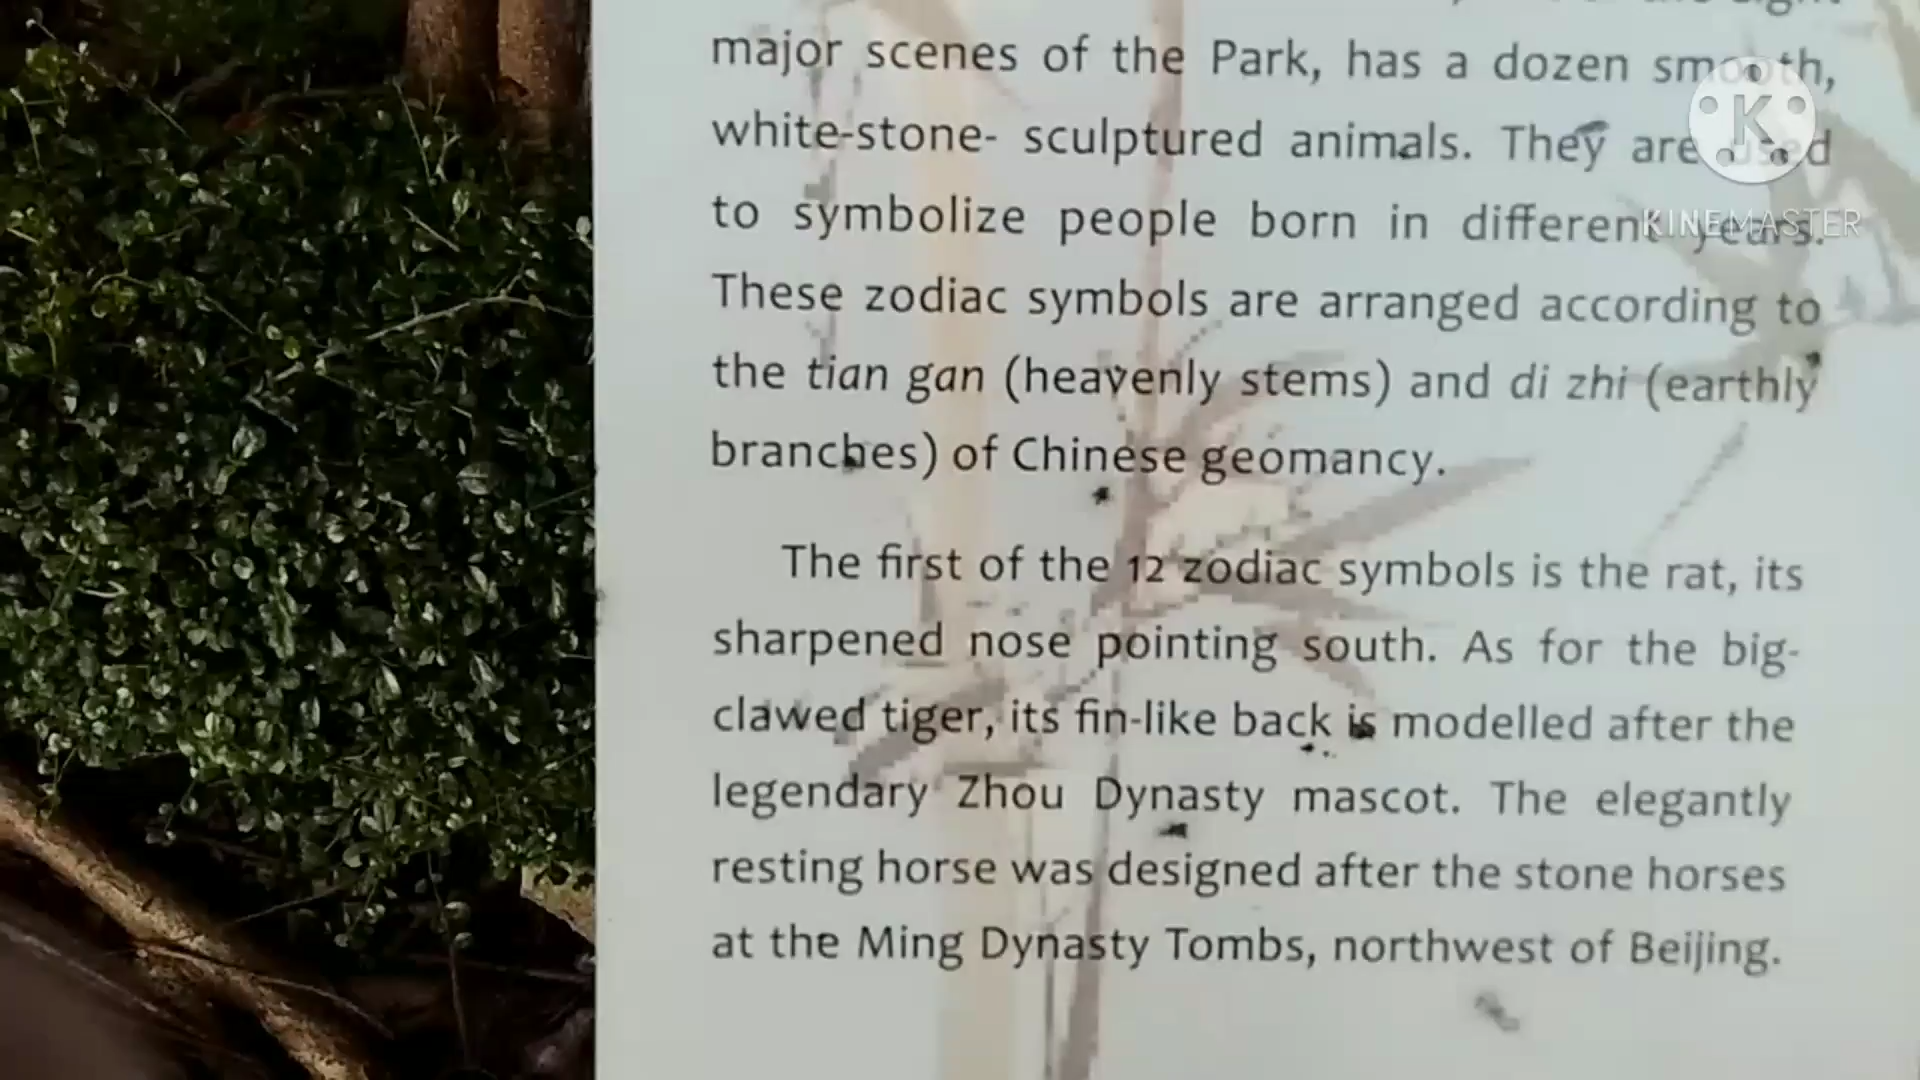 major scenes of the Park, has a dozen smooth,
white-stone- sculptured animals. They are used
to symbolize people born in different years.
These zodiac symbols are arranged according to
the tian gan (heavenly stems) and di zhi (earthly
branches) of Chinese geomancy.
The first of the 12 zodiac symbols is the rat, its
sharpened nose pointing south. As for the big-
clawed tiger, its fin-like back is modelled after the
legendary Zhou Dynasty mascot. The elegantly
resting horse was designed after the stone horses
at the Ming Dynasty Tombs, northwest of Beijing.
K
KINEMASTER